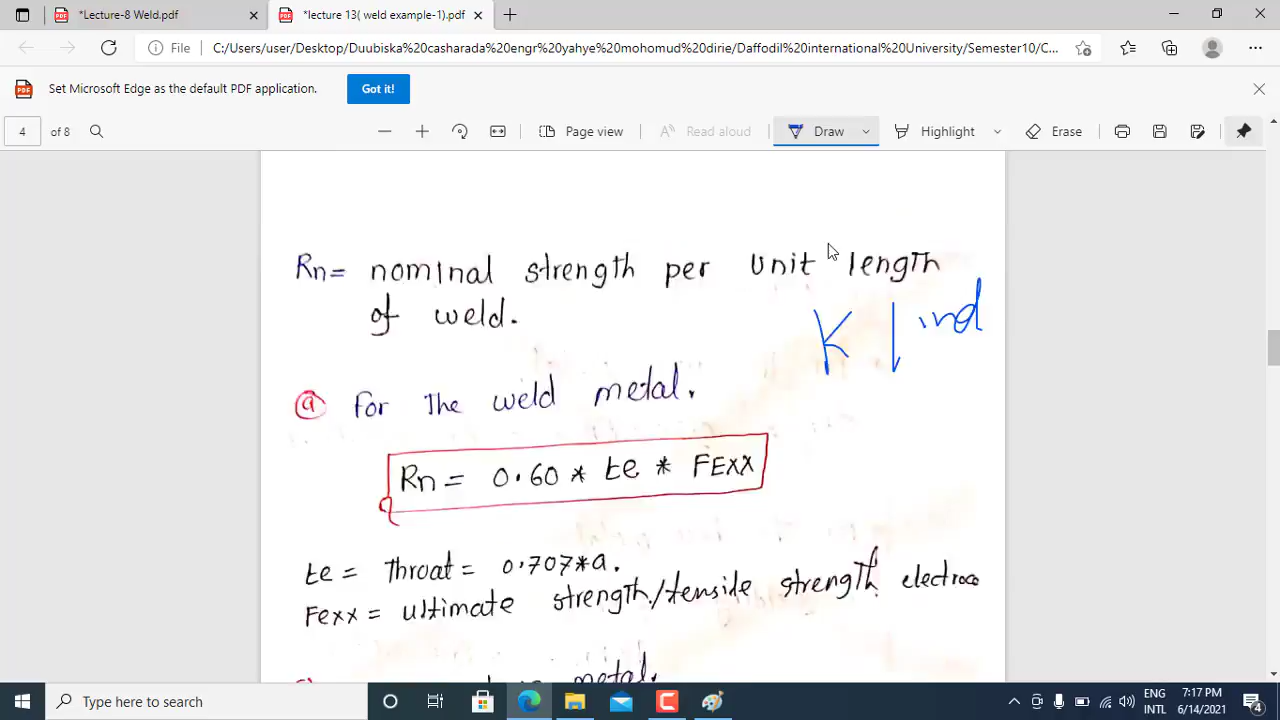 *Lecture-8 Weld.pdf
*lecture 13( weld example-1).pdf
File
C:/Users/user/Desktop/Duubiska%20casharada%20engr%20yahye%20mohomud%20dirie/Daffodil%20international%20University/Semester10/C...
Set Microsoft Edge as the default PDF application.
Got it!
4 of 8
Page view
Read aloud
Draw
Highlight
Erase
Rn= nominal strength per unit length
of weld.
K
ⓐ For The weld metal.
Rn = 0.60 * te * FEXX
te = Throat = 0.707*a.
Fexx = ultimate strength/tenside strength
metal.
Type here to search
ENG
7:17 PM
INTL
6/14/2021
4